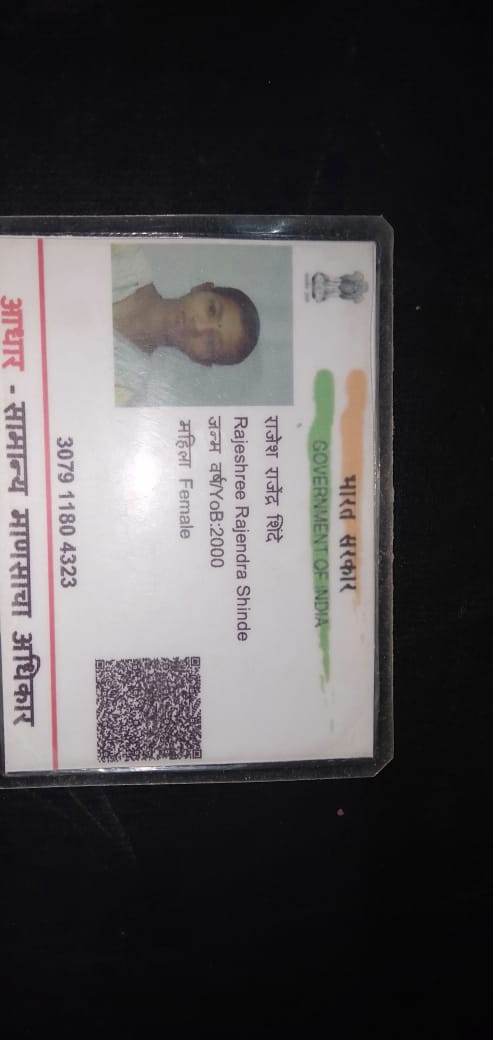 भारत सरकार
GOVERNMENT OF INDIA
राजेश राजेंद्र शिंदे
Rajeshree Rajendra Shinde
जन्म वर्ष/YoB:2000
महिला Female
3079 1180 4323
आधार - सामान्य माणसाचा अधिकार